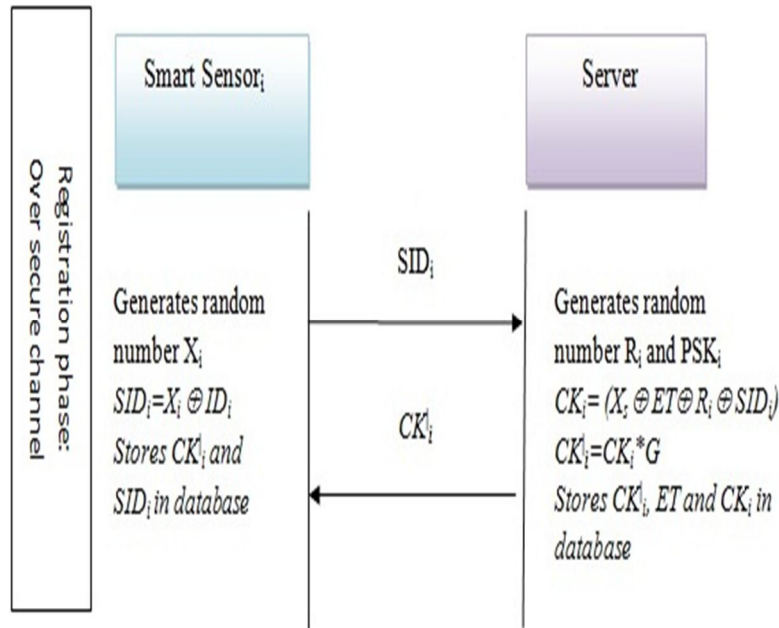 Registration phase:
Over secure channel
Smart Sensorᵢ
Server
SIDᵢ
CK\ᵢ
Generates random
number Xᵢ
SIDᵢ=Xᵢ ⊕ IDᵢ
Stores CK\ᵢ and
SIDᵢ in database
Generates random
number Rᵢ and PSKᵢ
CKᵢ= (Xₛ ⊕ET⊕ Rᵢ ⊕SIDᵢ)
CK\ᵢ=CKᵢ*G
Stores CK\ᵢ, ET and CKᵢ in
database